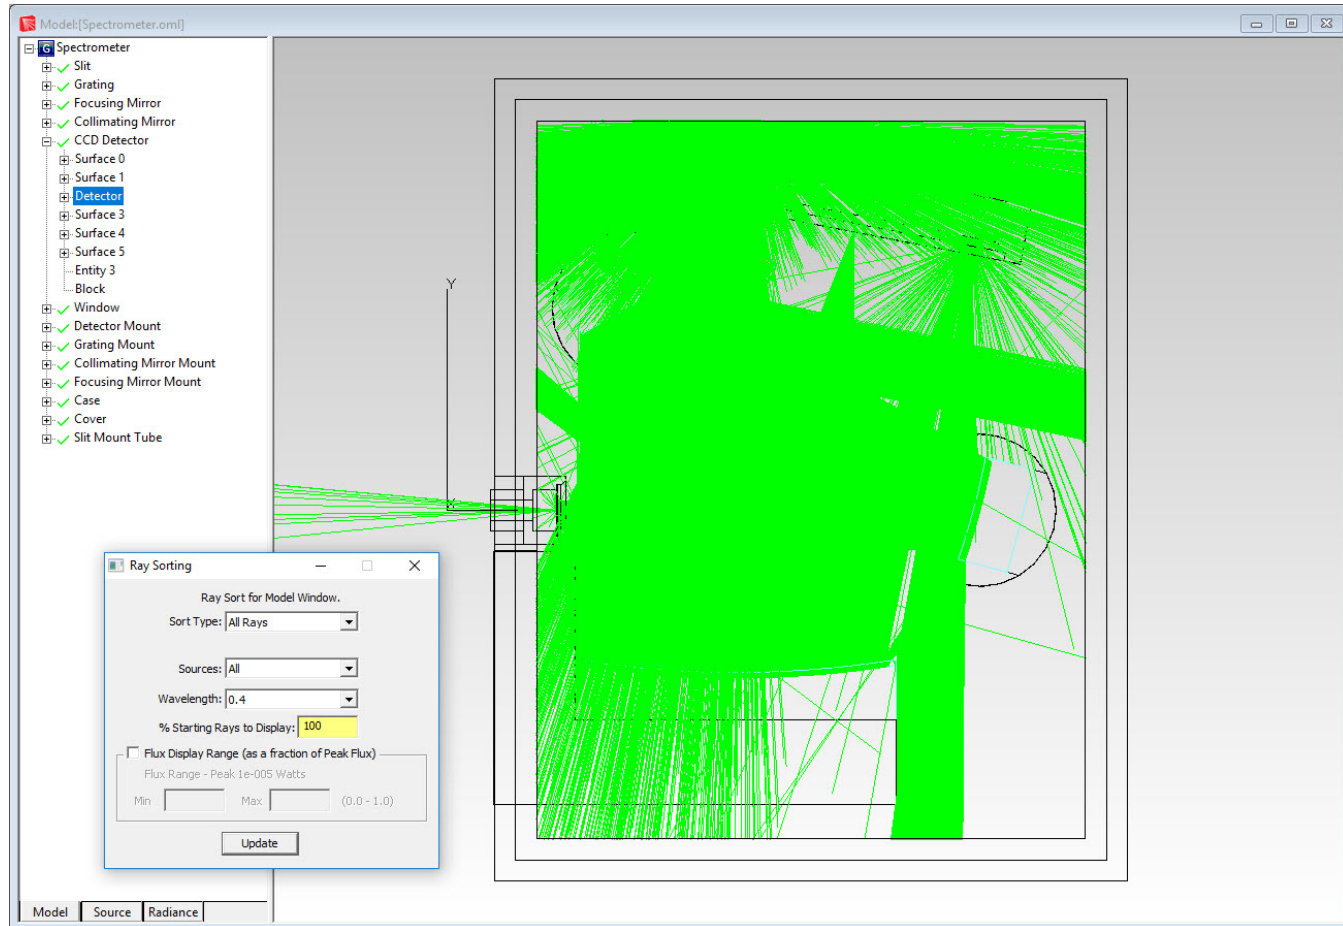 Model:[Spectrometer.oml]
G Spectrometer
Slit
Grating
Focusing Mirror
Collimating Mirror
CCD Detector
Surface 0
Surface 1
Detector
Surface 3
Surface 4
Surface 5
Entity 3
Block
Window
Detector Mount
Grating Mount
Collimating Mirror Mount
Focusing Mirror Mount
Case
Cover
Slit Mount Tube
Y
X
Ray Sorting
Ray Sort for Model Window.
Sort Type: All Rays
Sources: All
Wavelength: 0.4
% Starting Rays to Display: 100
Flux Display Range (as a fraction of Peak Flux)
Flux Range - Peak 1e-005 Watts
Min Max (0.0 - 1.0)
Update
Model Source Radiance